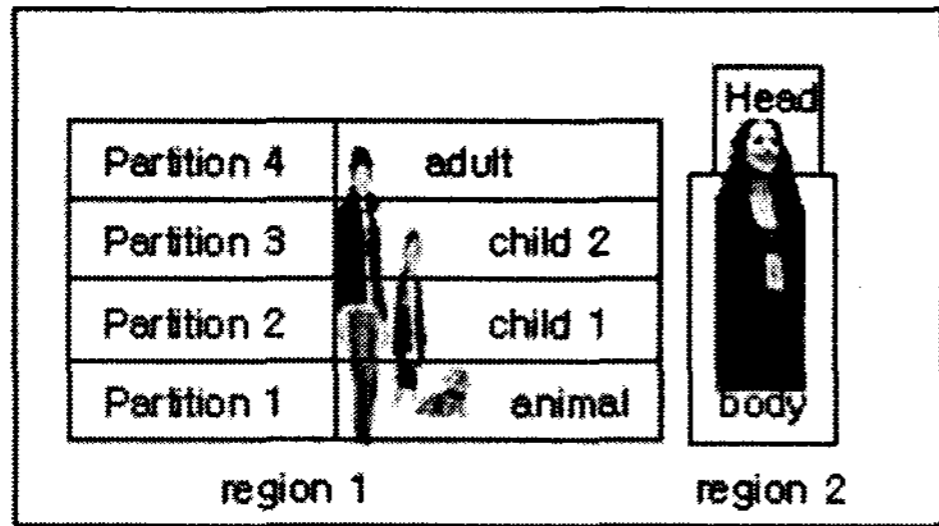 Head
Partition 4 adult
Partition 3 child 2
Partition 2 child 1
Partition 1 animal
body
region 1 region 2